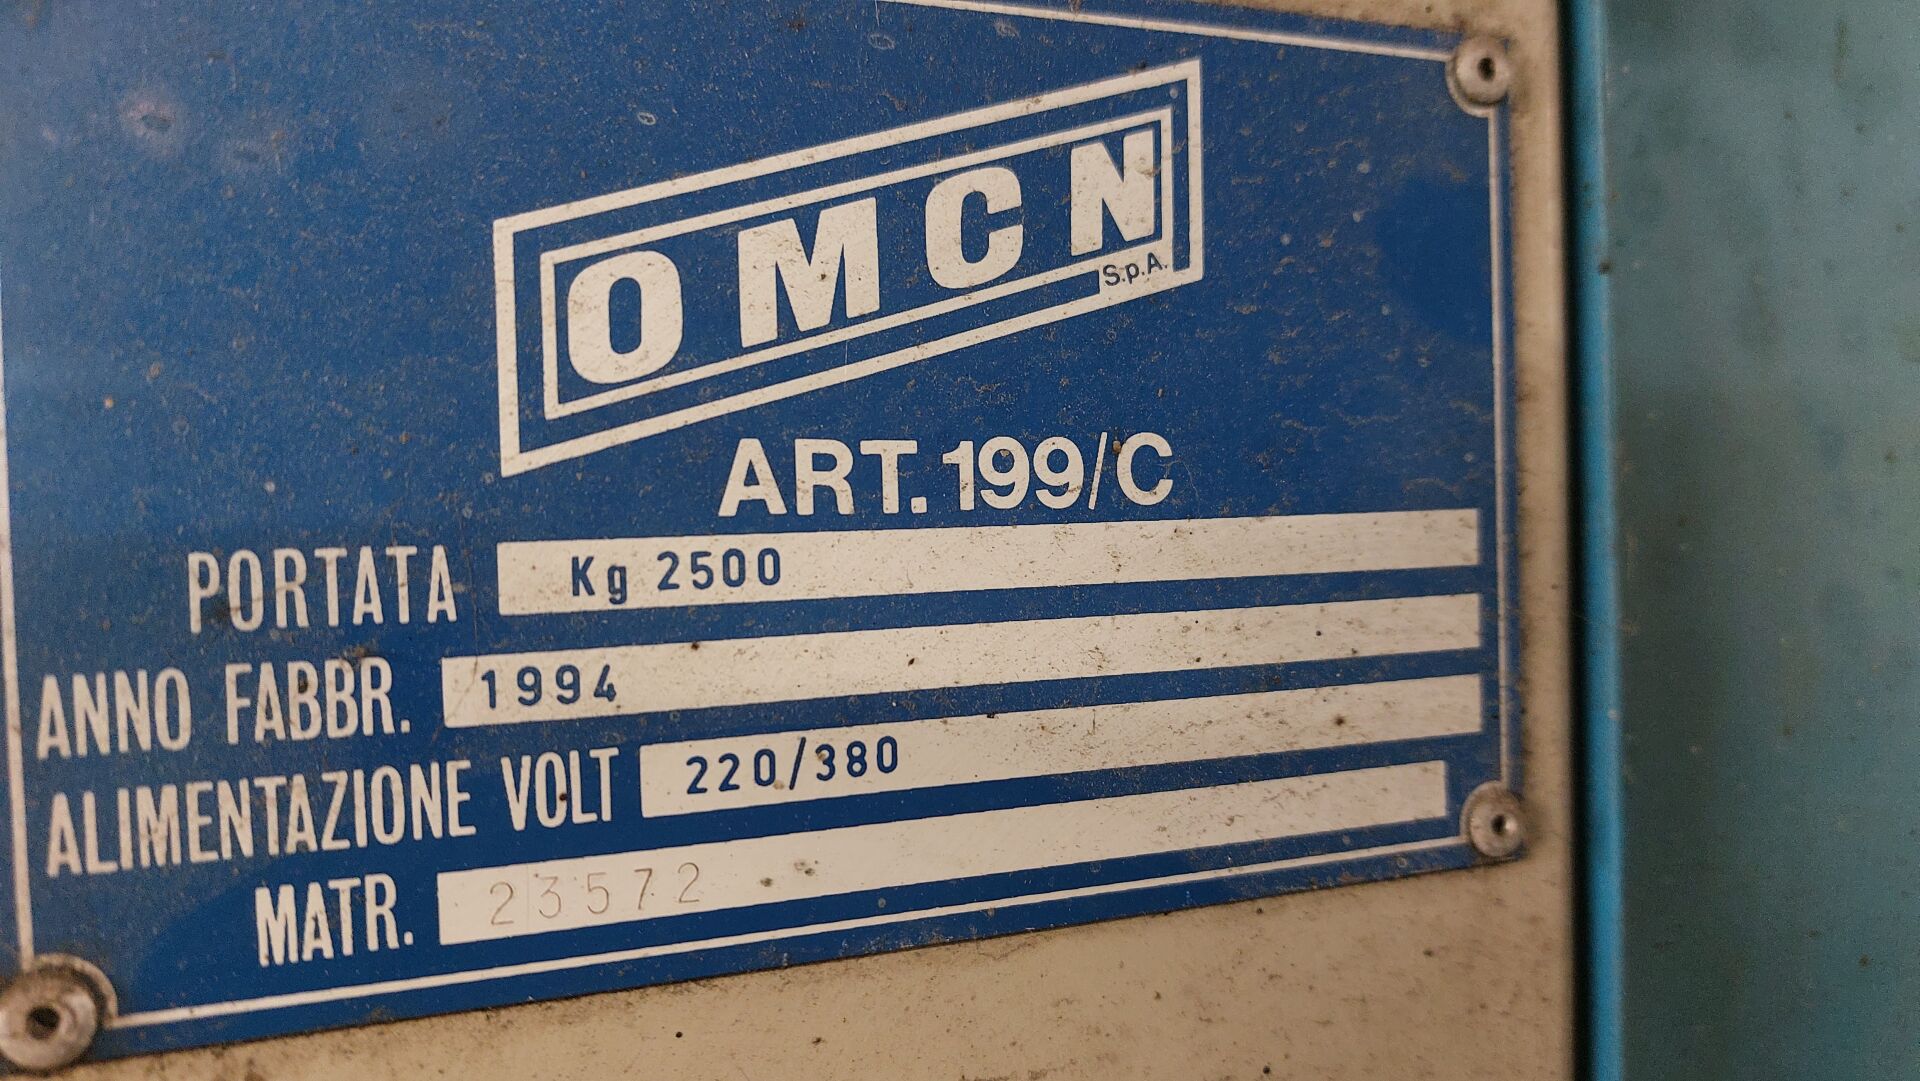 OMCN
S.p.A.
ART. 199/C
PORTATA Kg 2500
ANNO FABBR. 1994
ALIMENTAZIONE VOLT 220/380
MATR. 23572